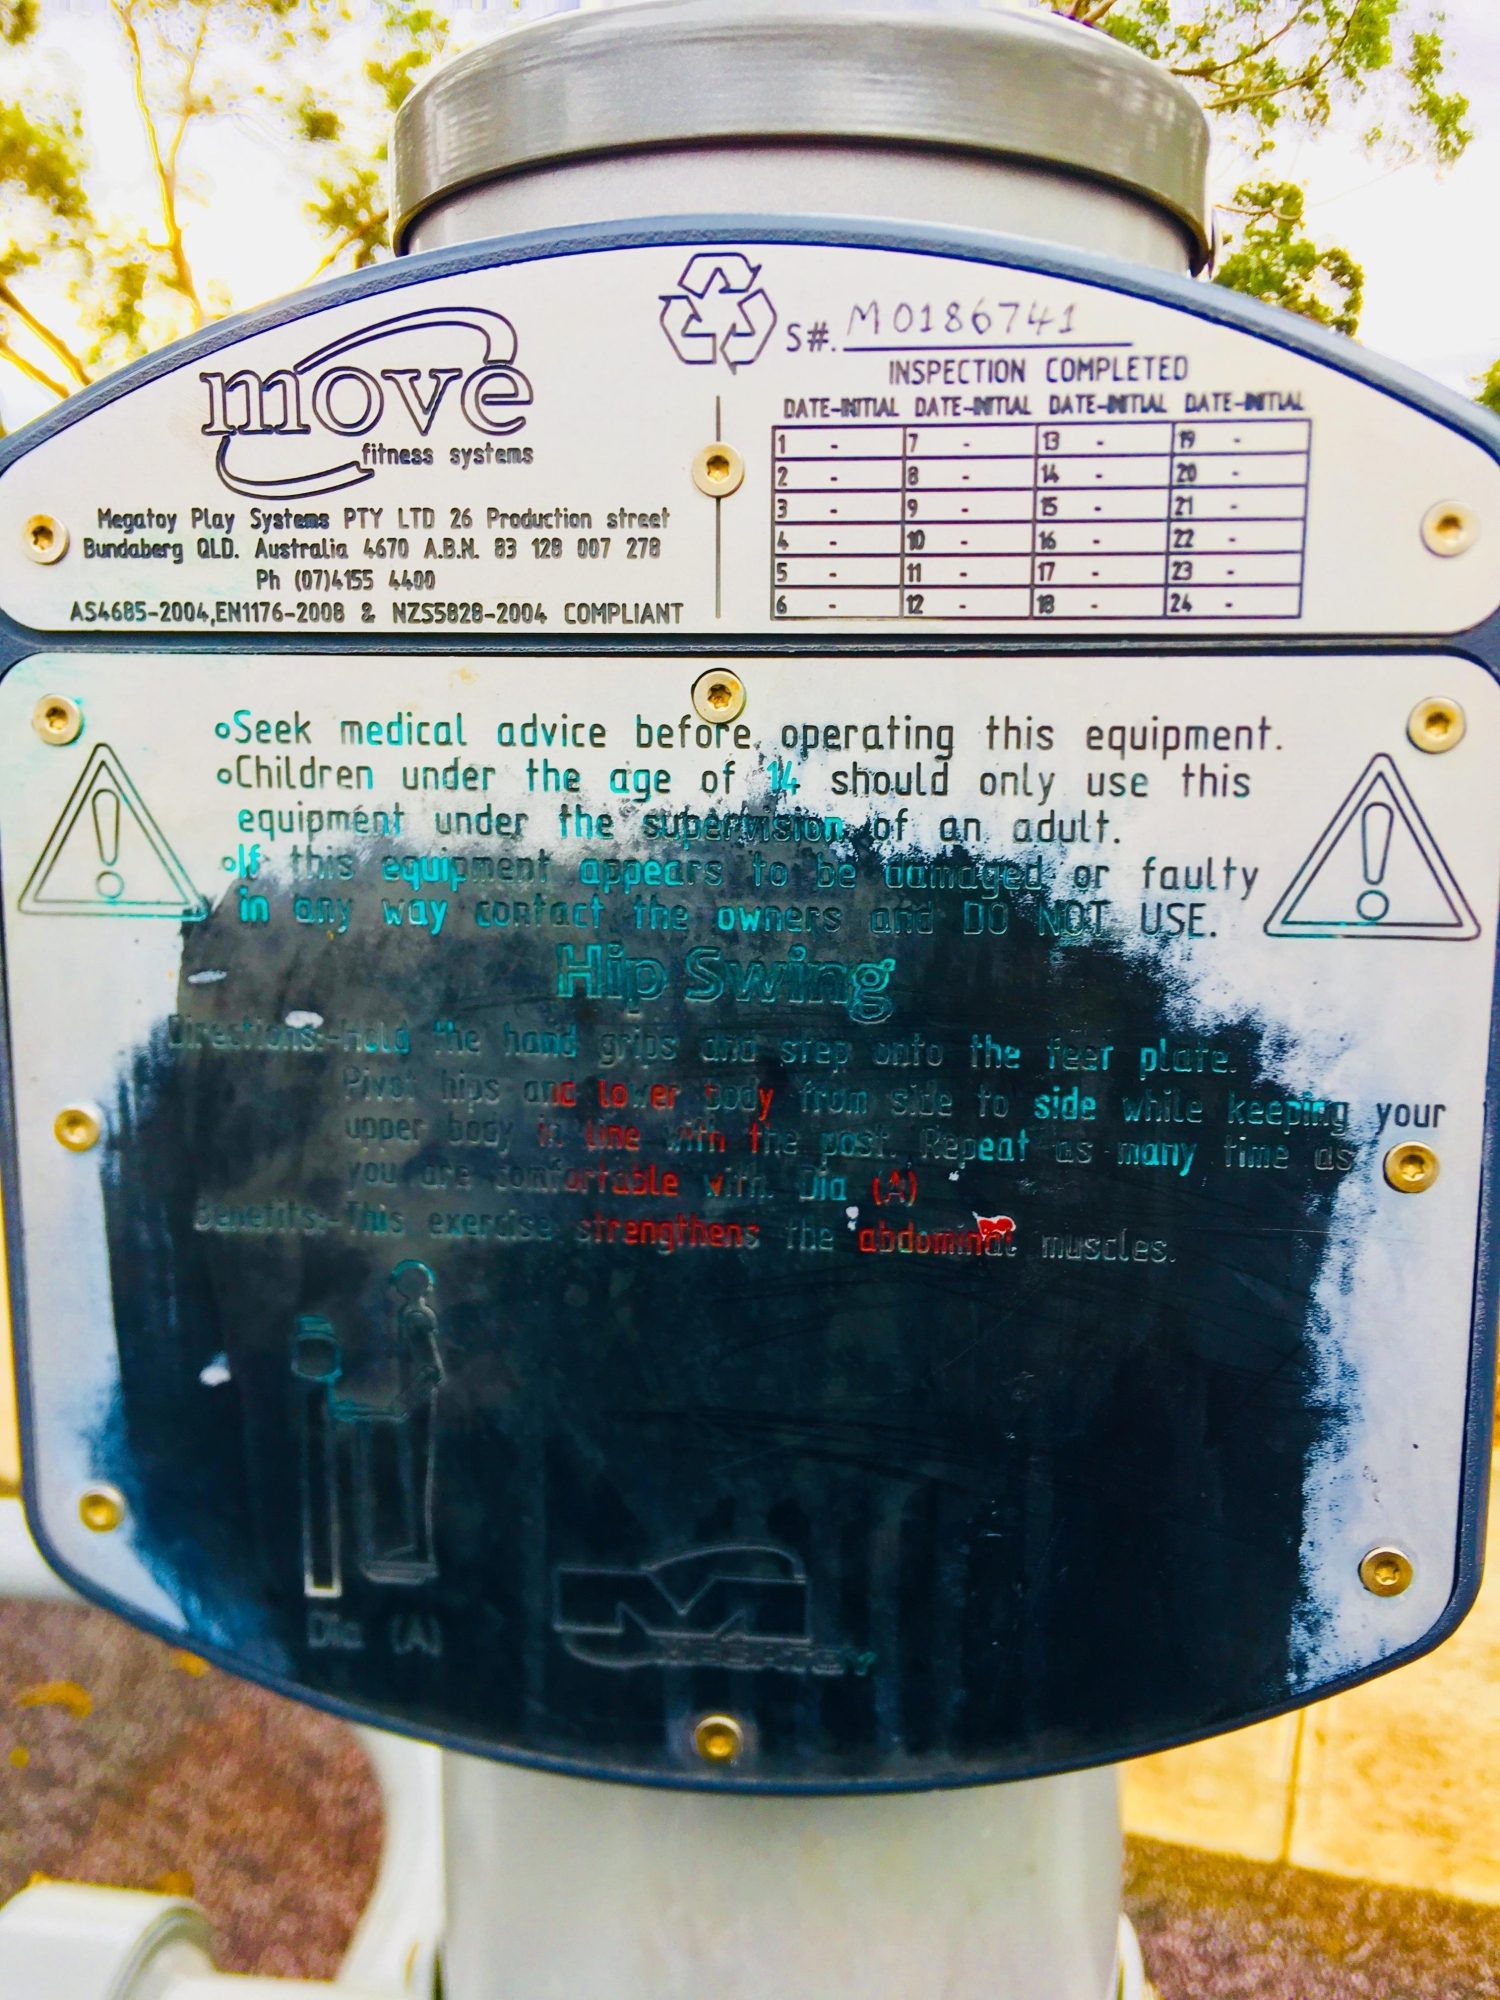 move
fitness systems
Megatoy Play Systems PTY LTD 26 Production street
Bundaberg QLD. Australia 4670 A.B.N. 83 128 007 278
Ph (07)4155 4400
AS4685-2004,EN1176-2008 & NZS5828-2004 COMPLIANT
S#. M0186741
INSPECTION COMPLETED
DATE-INITIAL DATE-INITIAL DATE-INITIAL DATE-INITIAL
1 - 7 - 13 - 19 -
2 - 8 - 14 - 20 -
3 - 9 - 15 - 21 -
4 - 10 - 16 - 22 -
5 - 11 - 17 - 23 -
6 - 12 - 18 - 24 -
∘Seek medical advice before operating this equipment.
∘Children under the age of 14 should only use this
equipment under the supervision of an adult.
∘If this equipment appears to be damaged or faulty
in any way contact the owners and DO NOT USE.
Hip Swing
Directions:-Hold the hand grips and step onto the feet plate.
Pivot hips and lower body from side to side while keeping your
upper body in line with the post. Repeat as many time as
you are comfortable with. Dia (A)
Benefits:-This exercise strengthens the abdominal muscles.
Dia (A)
M